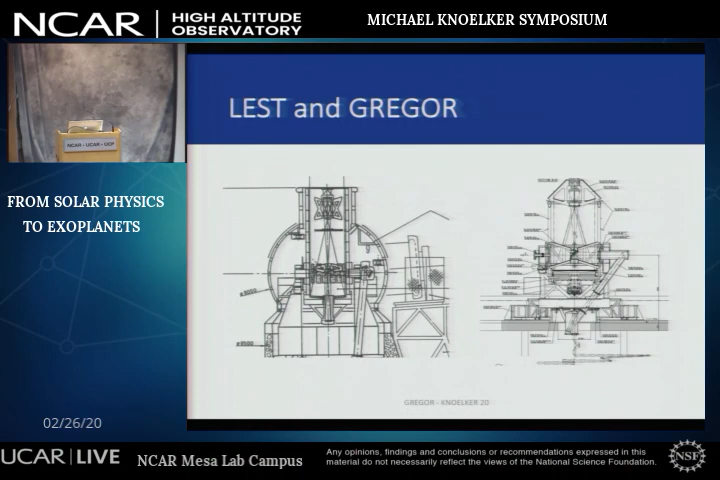 NCAR
HIGH ALTITUDE
OBSERVATORY
MICHAEL KNOELKER SYMPOSIUM
NCAR - UCAR - UCP
FROM SOLAR PHYSICS
TO EXOPLANETS
02/26/20
LEST and GREGOR
GREGOR - KNOELKER 20
UCAR | LIVE
NCAR Mesa Lab Campus
Any opinions, findings and conclusions or recommendations expressed in this
material do not necessarily reflect the views of the National Science Foundation.
NSF